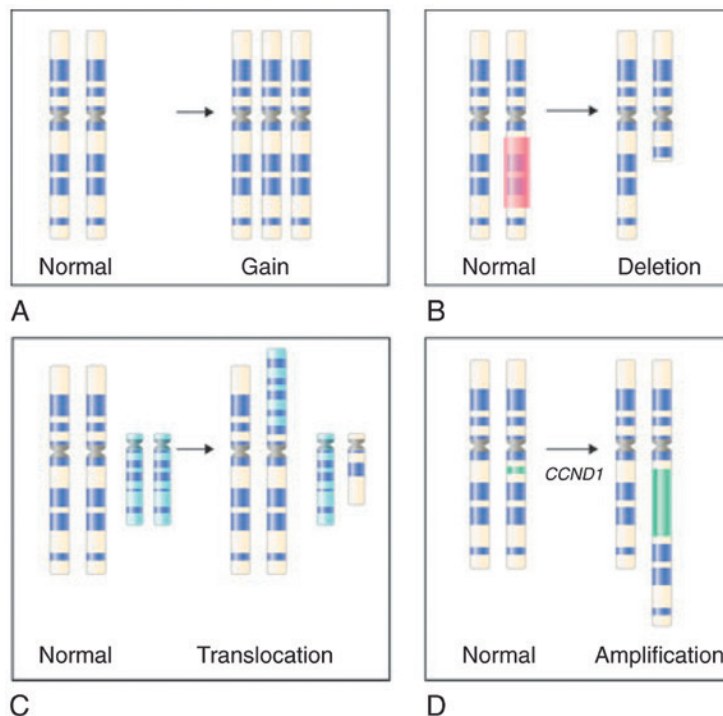 Normal Gain
A
Normal Deletion
B
Normal Translocation
C
CCND1
Normal Amplification
D